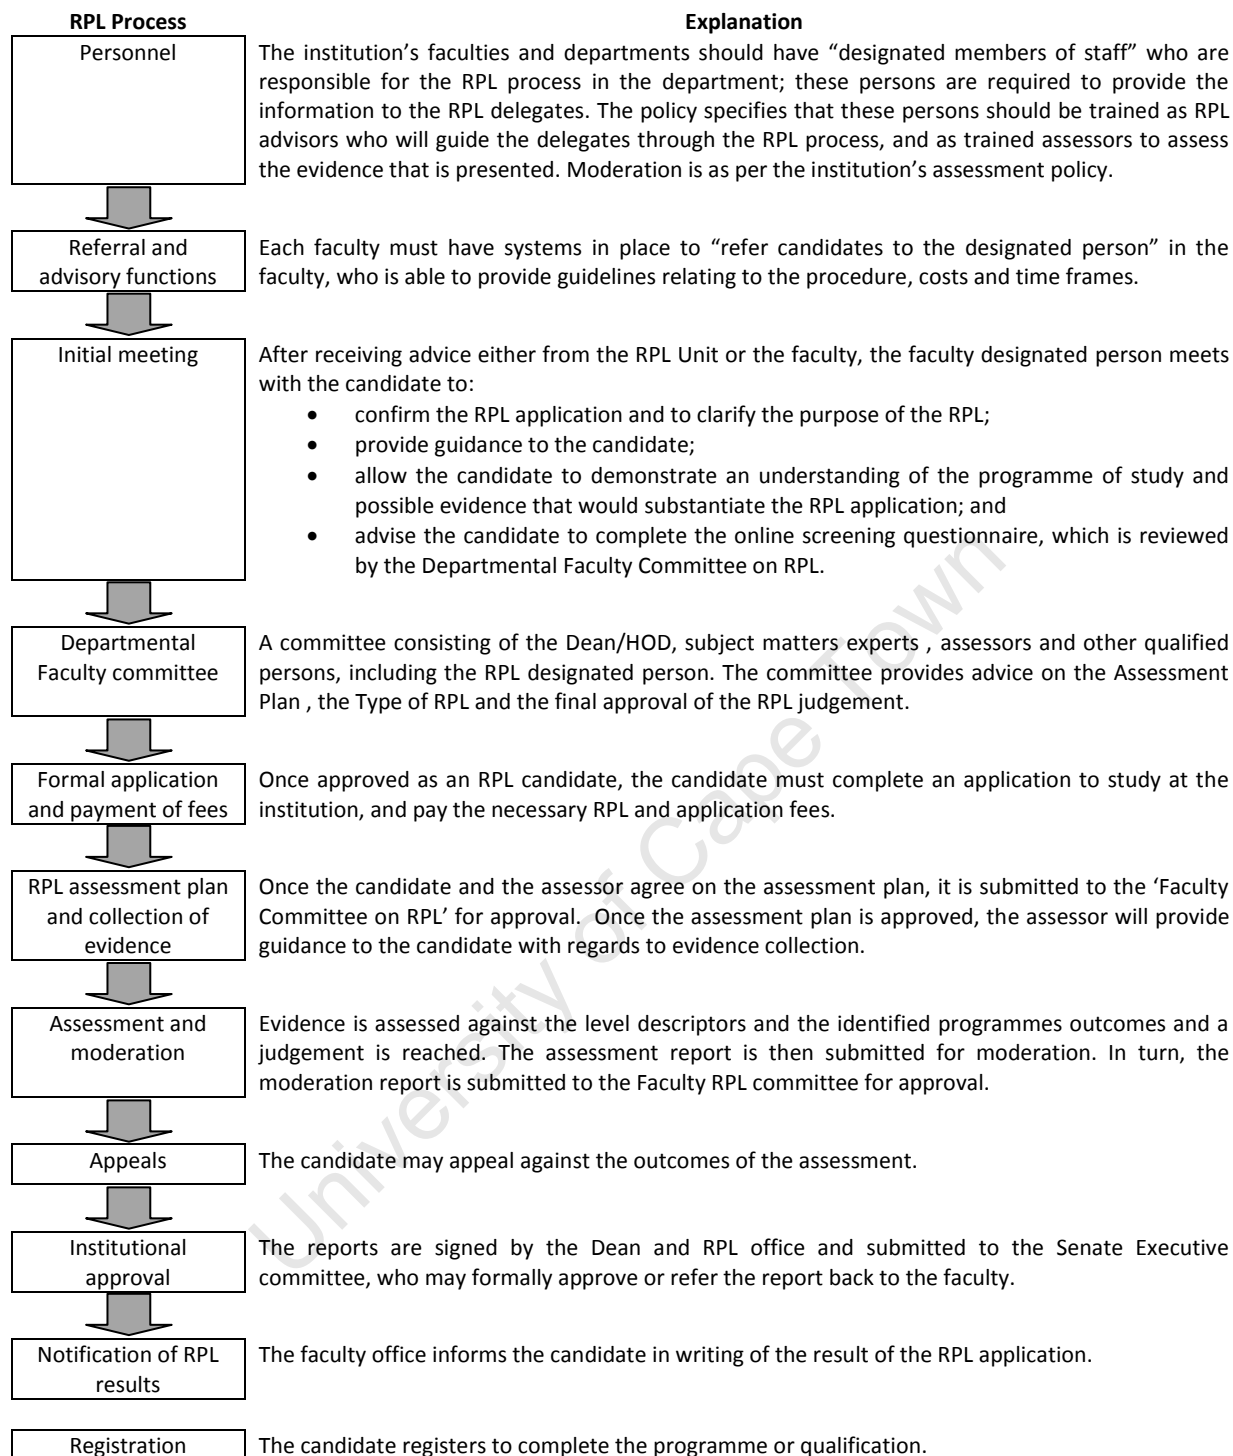 RPL Process Explanation
Personnel
The institution’s faculties and departments should have “designated members of staff” who are
responsible for the RPL process in the department; these persons are required to provide the
information to the RPL delegates. The policy specifies that these persons should be trained as RPL
advisors who will guide the delegates through the RPL process, and as trained assessors to assess
the evidence that is presented. Moderation is as per the institution’s assessment policy.
Referral and
advisory functions
Each faculty must have systems in place to “refer candidates to the designated person” in the
faculty, who is able to provide guidelines relating to the procedure, costs and time frames.
Initial meeting
After receiving advice either from the RPL Unit or the faculty, the faculty designated person meets
with the candidate to:
• confirm the RPL application and to clarify the purpose of the RPL;
• provide guidance to the candidate;
• allow the candidate to demonstrate an understanding of the programme of study and
possible evidence that would substantiate the RPL application; and
• advise the candidate to complete the online screening questionnaire, which is reviewed
by the Departmental Faculty Committee on RPL.
Departmental
Faculty committee
A committee consisting of the Dean/HOD, subject matters experts , assessors and other qualified
persons, including the RPL designated person. The committee provides advice on the Assessment
Plan , the Type of RPL and the final approval of the RPL judgement.
Formal application
and payment of fees
Once approved as an RPL candidate, the candidate must complete an application to study at the
institution, and pay the necessary RPL and application fees.
RPL assessment plan
and collection of
evidence
Once the candidate and the assessor agree on the assessment plan, it is submitted to the ‘Faculty
Committee on RPL’ for approval. Once the assessment plan is approved, the assessor will provide
guidance to the candidate with regards to evidence collection.
Assessment and
moderation
Evidence is assessed against the level descriptors and the identified programmes outcomes and a
judgement is reached. The assessment report is then submitted for moderation. In turn, the
moderation report is submitted to the Faculty RPL committee for approval.
Appeals
The candidate may appeal against the outcomes of the assessment.
Institutional
approval
The reports are signed by the Dean and RPL office and submitted to the Senate Executive
committee, who may formally approve or refer the report back to the faculty.
Notification of RPL
results
The faculty office informs the candidate in writing of the result of the RPL application.
Registration
The candidate registers to complete the programme or qualification.
University of Cape Town